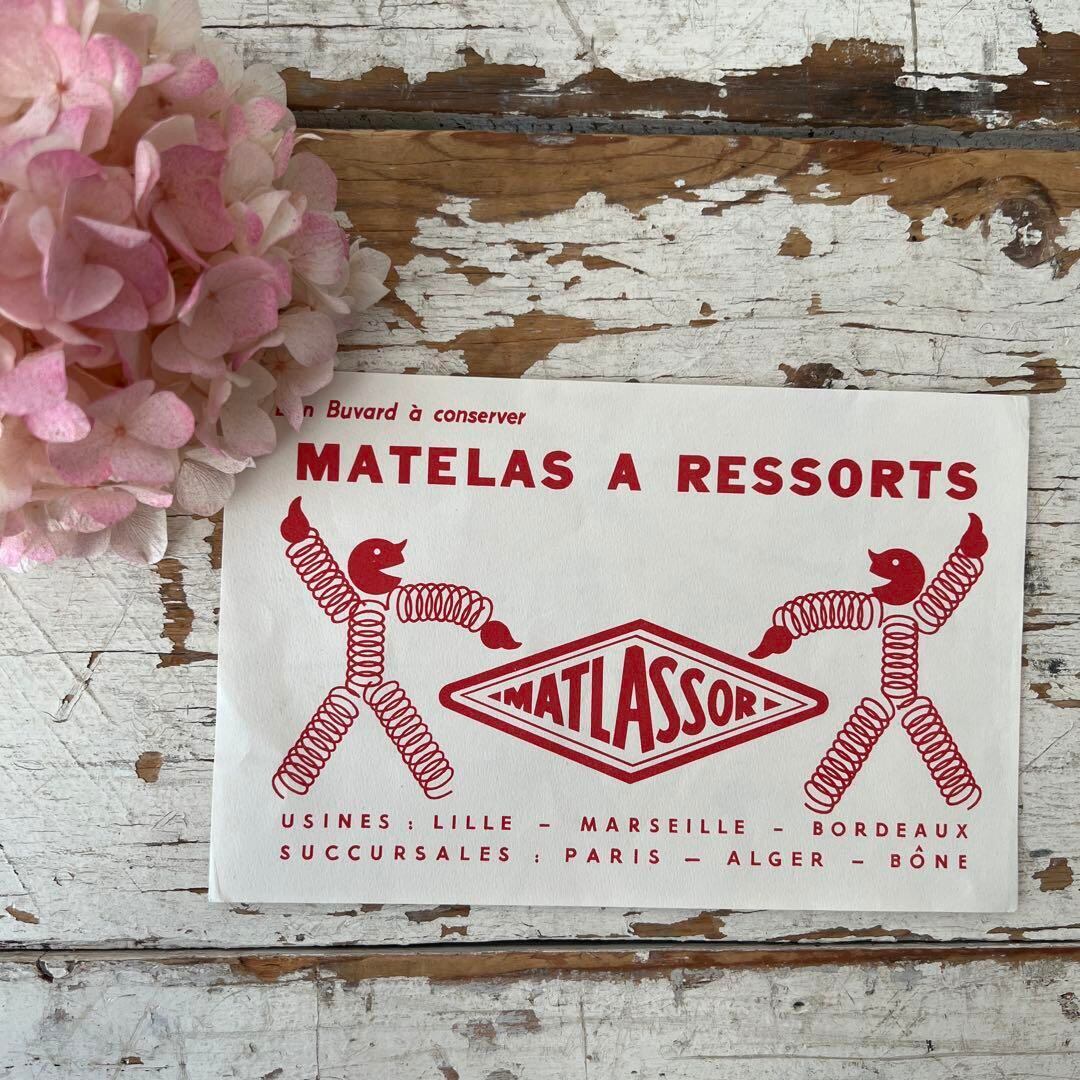 Buvard à conserver
MATELAS A RESSORTS
MATLASSOR
USINES : LILLE – MARSEILLE – BORDEAUX
SUCCURSALES : PARIS – ALGER – BÔNE